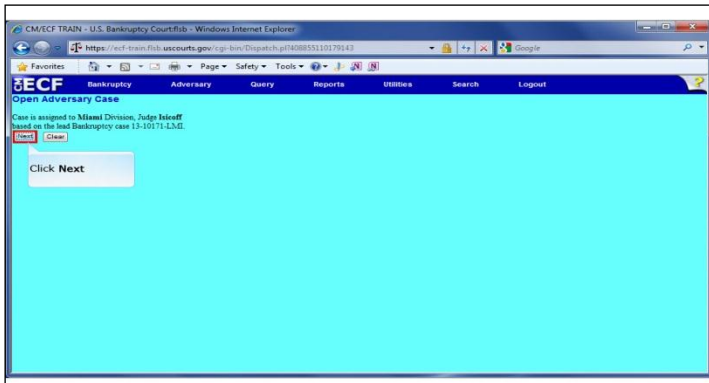 CM/ECF TRAIN - U.S. Bankruptcy Court:flsb - Windows Internet Explorer
https://ecf-train.flsb.uscourts.gov/cgi-bin/Dispatch.pl?408855110179143
Google
Favorites Page Safety Tools
ECF Bankruptcy Adversary Query Reports Utilities Search Logout ?
Open Adversary Case
Case is assigned to Miami Division, Judge Isicoff
based on the lead Bankruptcy case 13-10171-LMI.
Next Clear
Click Next